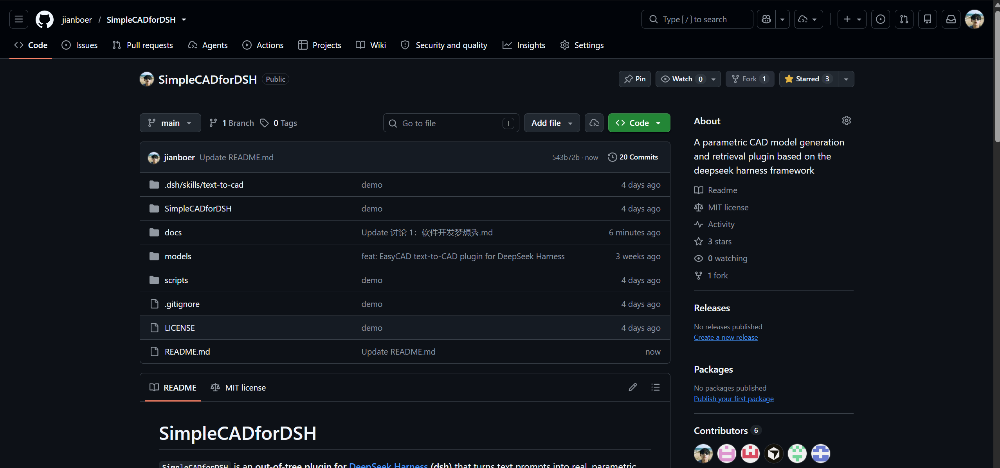 jianboer / SimpleCADforDSH
Type / to search
Code Issues Pull requests Agents Actions Projects Wiki Security and quality Insights Settings
SimpleCADforDSH Public
Pin Watch 0 Fork 1 Starred 3
main 1 Branch 0 Tags Go to file T Add file Code
jianboer Update README.md 543b72b · now 20 Commits
.dsh/skills/text-to-cad demo 4 days ago
SimpleCADforDSH demo 4 days ago
docs Update 讨论 1：软件开发梦想秀.md 6 minutes ago
models feat: EasyCAD text-to-CAD plugin for DeepSeek Harness 3 weeks ago
scripts demo 4 days ago
.gitignore demo 4 days ago
LICENSE demo 4 days ago
README.md Update README.md now
README MIT license
SimpleCADforDSH
SimpleCADforDSH is an out-of-tree plugin for DeepSeek Harness (dsh) that turns text prompts into real, parametric
About
A parametric CAD model generation
and retrieval plugin based on the
deepseek harness framework
Readme
MIT license
Activity
3 stars
0 watching
1 fork
Releases
No releases published
Create a new release
Packages
No packages published
Publish your first package
Contributors 6